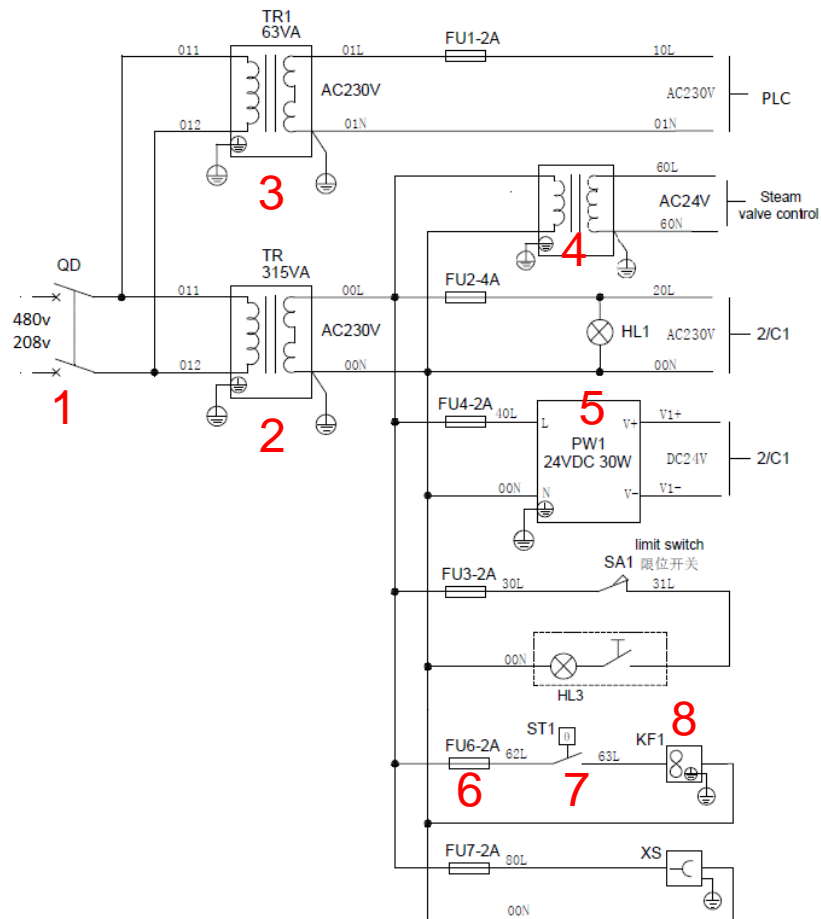 TR1
63VA
011
01L
FU1-2A
10L
AC230V
AC230V
PLC
012
01N
01N
3
60L
AC24V
Steam
valve control
60N
4
QD
TR
315VA
FU2-4A
011
00L
20L
480v
208v
AC230V
HL1
AC230V
2/C1
012
00N
00N
1
2
5
FU4-2A
40L
L
V+
V1+
PW1
24VDC 30W
DC24V
2/C1
00N
N
V-
V1-
limit switch
SA1 限位开关
FU3-2A
30L
31L
00N
HL3
8
ST1
θ
KF1
FU6-2A
62L
63L
6
7
FU7-2A
80L
XS
00N